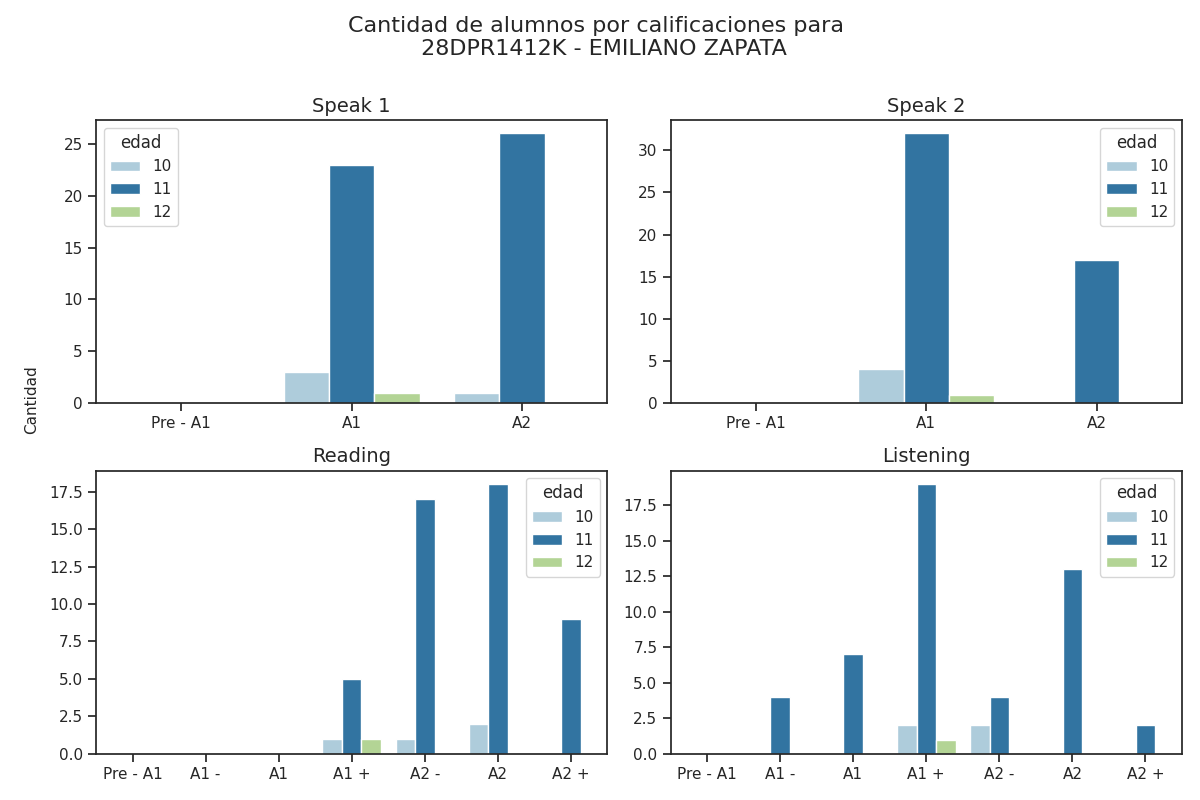 Cantidad de alumnos por calificaciones para
28DPR1412K - EMILIANO ZAPATA
Cantidad
Speak 1
25
20
15
10
5
0
edad
10
11
12
Pre - A1 A1 A2
Speak 2
30
25
20
15
10
5
0
edad
10
11
12
Pre - A1 A1 A2
Reading
17.5
15.0
12.5
10.0
7.5
5.0
2.5
0.0
edad
10
11
12
Pre - A1 A1 - A1 A1 + A2 - A2 A2 +
Listening
17.5
15.0
12.5
10.0
7.5
5.0
2.5
0.0
edad
10
11
12
Pre - A1 A1 - A1 A1 + A2 - A2 A2 +